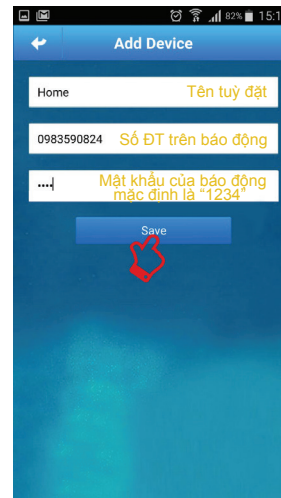 82% 15:1
Add Device
Home Tên tuỳ đặt
0983590824 Số ĐT trên báo động
.... Mật khẩu của báo động
mặc định là "1234"
Save